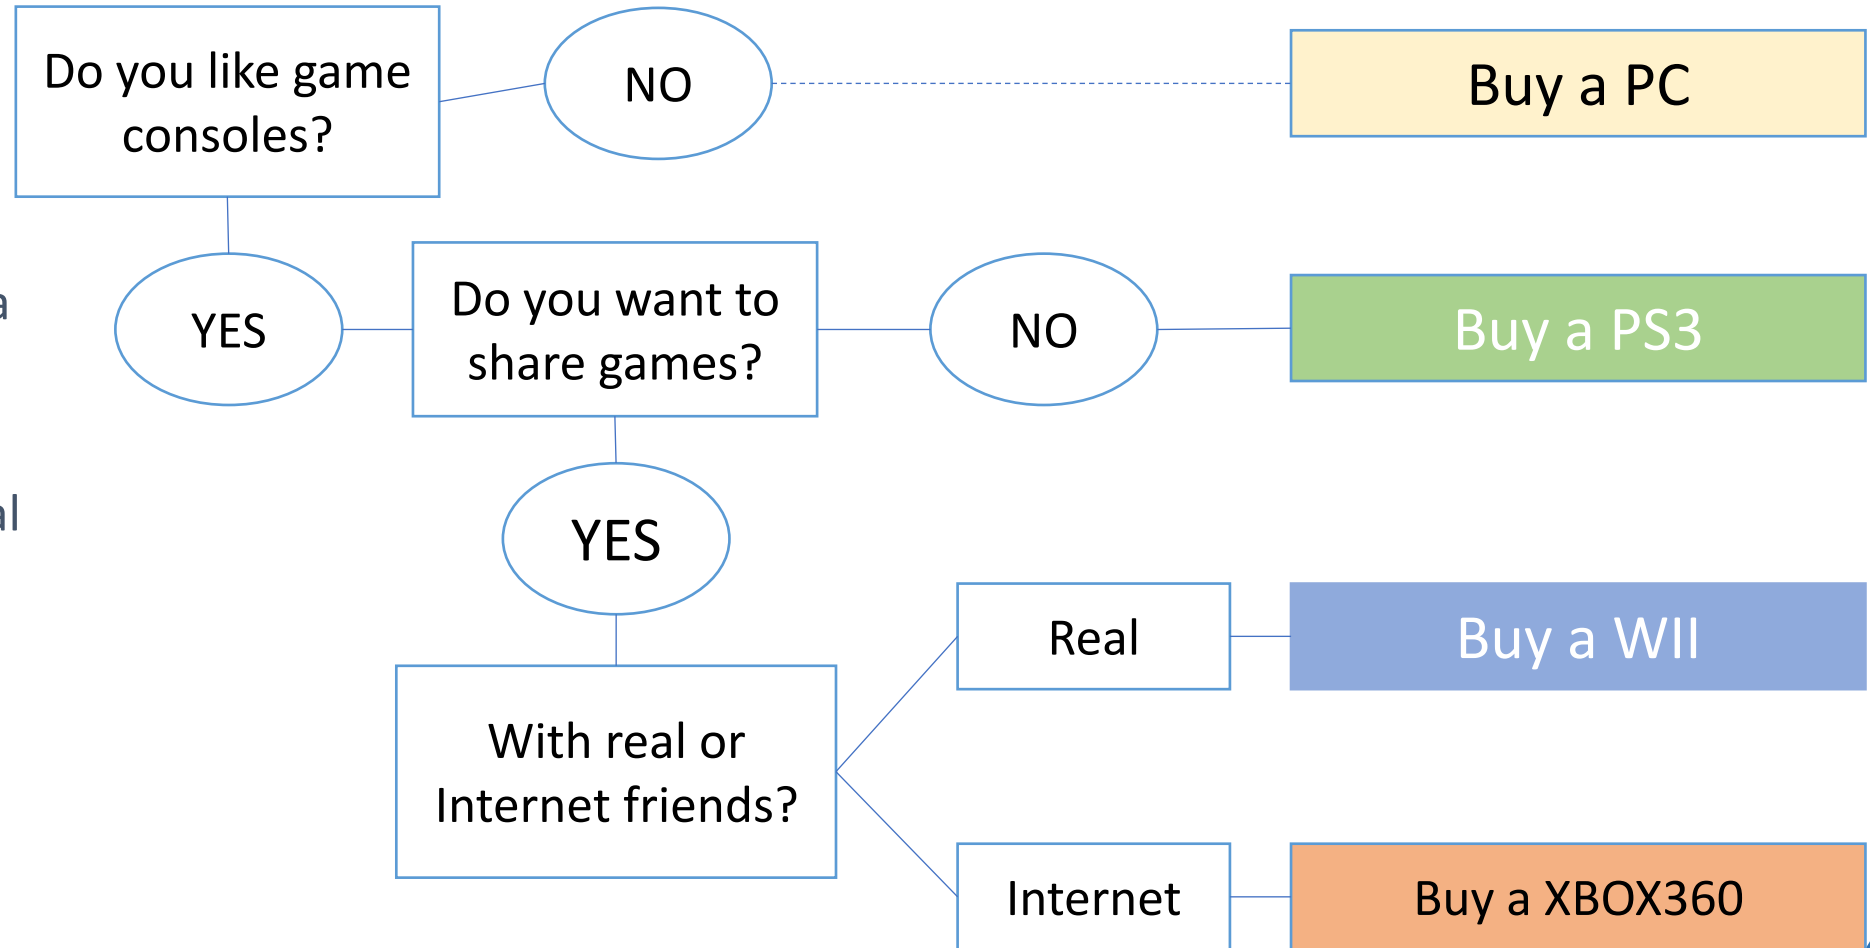 Do you like game
consoles?
NO
Buy a PC
a
YES
Do you want to
share games?
NO
Buy a PS3
al
YES
Real
Buy a WII
With real or
Internet friends?
Internet
Buy a XBOX360